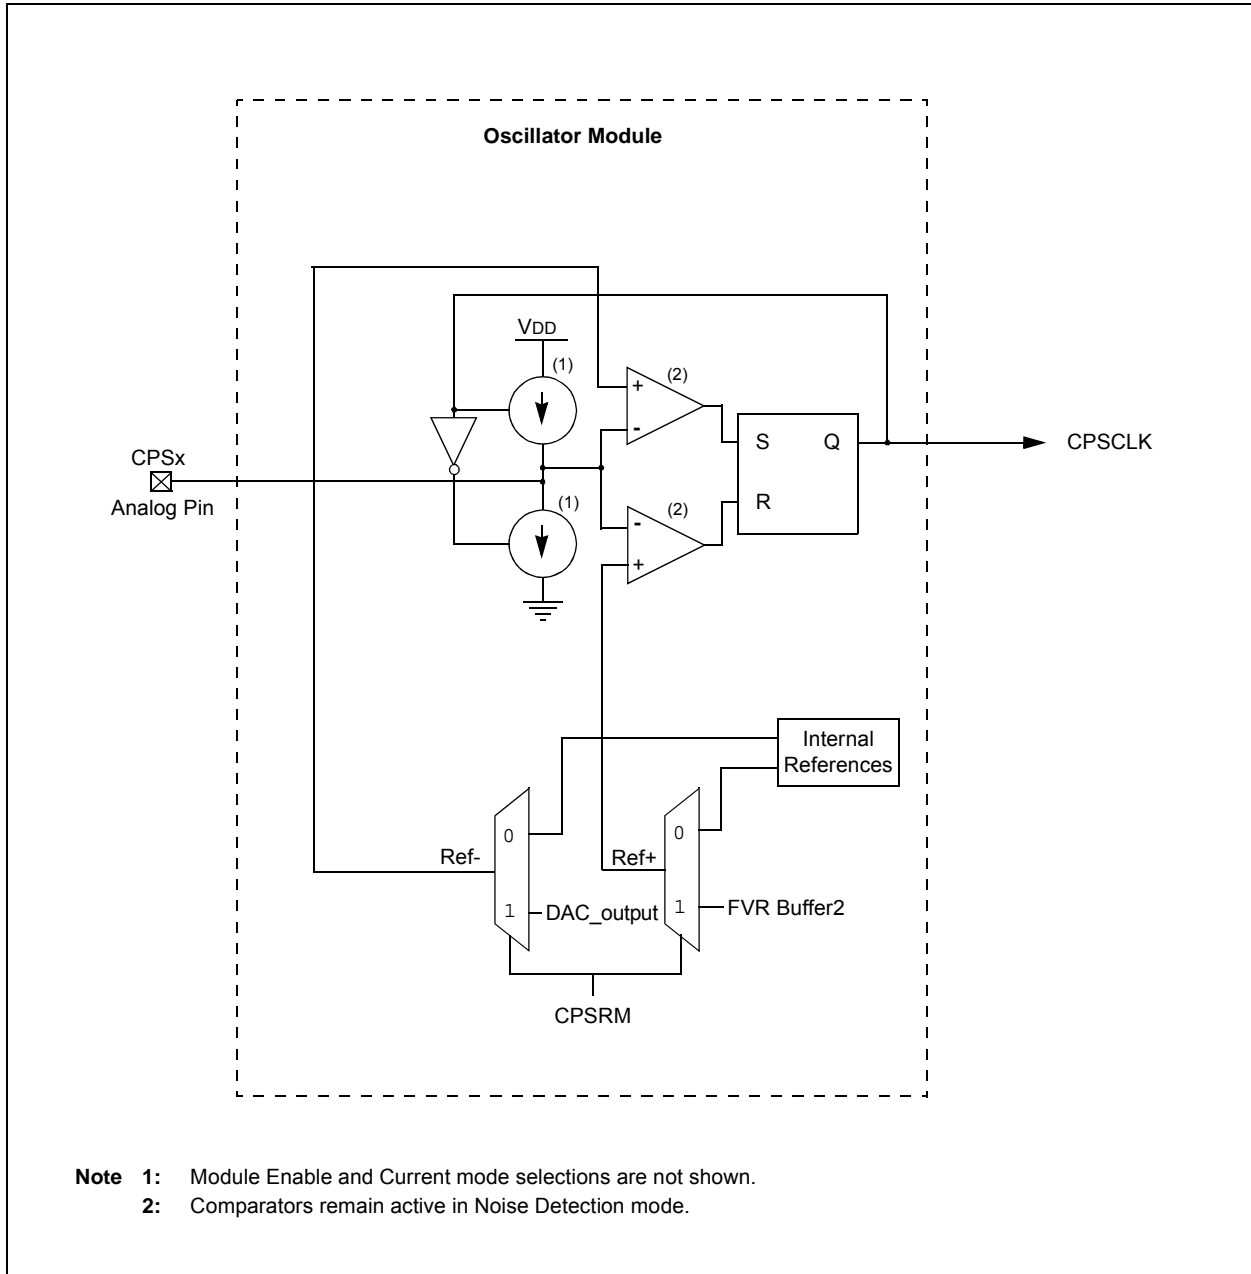 Oscillator Module
VDD
(1)
(2)
+
-
S Q
CPSCLK
CPSx
Analog Pin
(1)
(2)
R
-
+
Internal
References
0
0
Ref-
Ref+
1
DAC_output
1
FVR Buffer2
CPSRM
Note 1: Module Enable and Current mode selections are not shown.
2: Comparators remain active in Noise Detection mode.